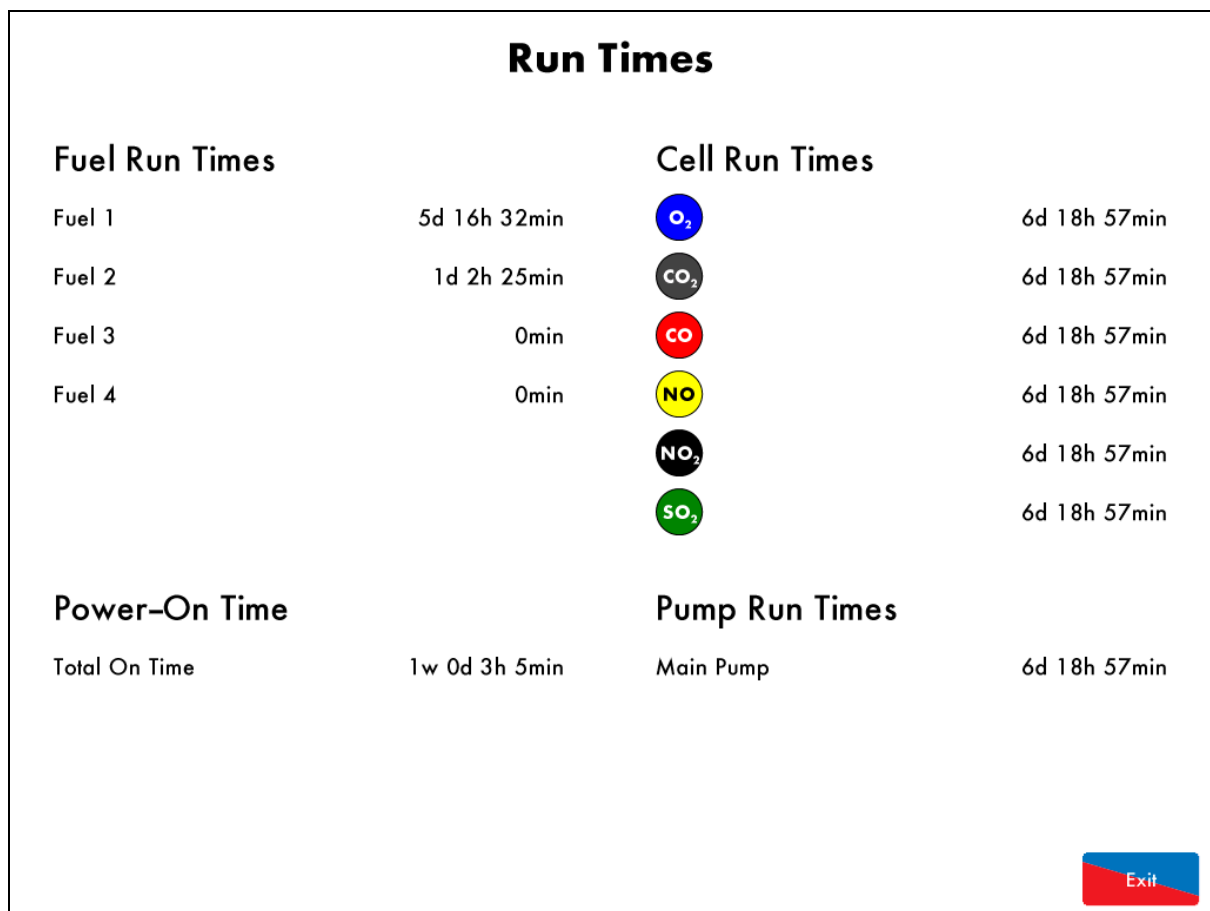 Run Times
Fuel Run Times
Fuel 1 5d 16h 32min
Fuel 2 1d 2h 25min
Fuel 3 0min
Fuel 4 0min
Cell Run Times
O₂ 6d 18h 57min
CO₂ 6d 18h 57min
CO 6d 18h 57min
NO 6d 18h 57min
NO₂ 6d 18h 57min
SO₂ 6d 18h 57min
Power–On Time
Total On Time 1w 0d 3h 5min
Pump Run Times
Main Pump 6d 18h 57min
Exit